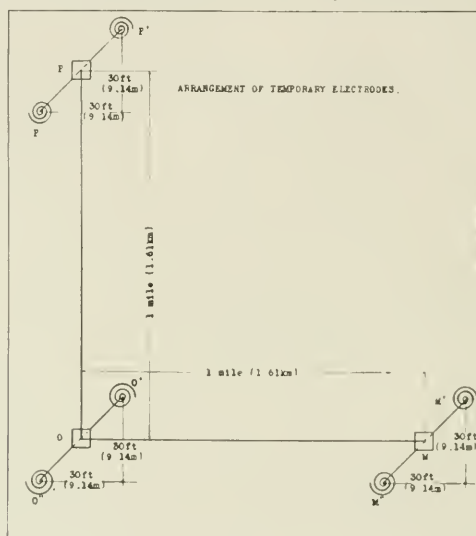 P'
P
30ft
(9.14m)
ARRANGEMENT OF TEMPORARY ELECTRODES.
30ft
(9.14m)
P
1 mile (1.61km)
1 mile (1 61km)
O'
M'
O
30ft
(9 14m)
M
30ft
(9.14m)
30ft
(9 14m)
O"
30ft
(9.14m)
M"